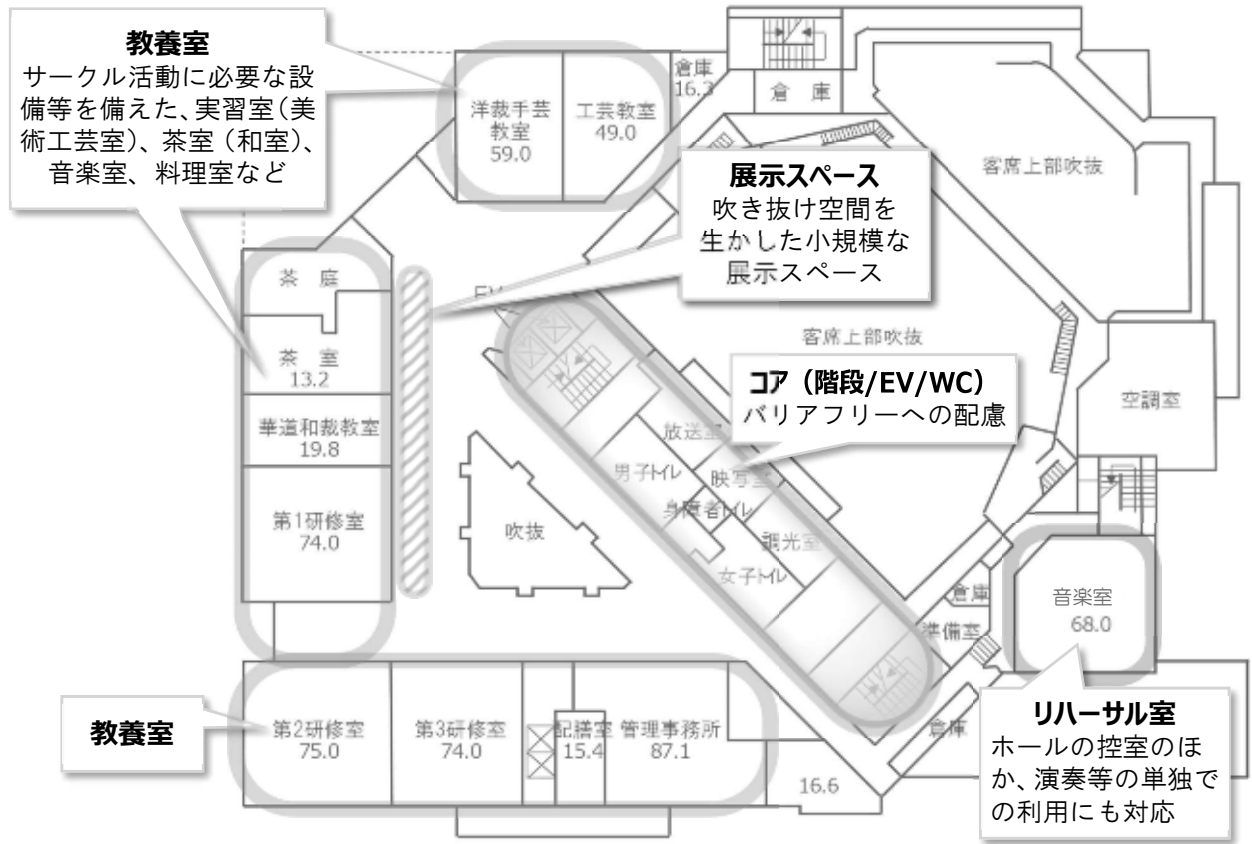 教養室
サークル活動に必要な設
備等を備えた、実習室（美
術工芸室）、茶室（和室）、
音楽室、料理室など
洋裁手芸
教室
59.0
工芸教室
49.0
倉庫
16.3
倉　庫
客席上部吹抜
展示スペース
吹き抜け空間を
生かした小規模な
展示スペース
茶　庭
EV
客席上部吹抜
茶　室
13.2
コア（階段/EV/WC）
バリアフリーへの配慮
空調室
華道和裁教室
19.8
放送室
男子トイレ
映写室
身障者トイレ
第1研修室
74.0
吹抜
調光室
女子トイレ
倉庫
準備室
音楽室
68.0
教養室
第2研修室
75.0
第3研修室
74.0
配膳室
15.4
管理事務所
87.1
16.6
倉庫
リハーサル室
ホールの控室のほ
か、演奏等の単独で
の利用にも対応